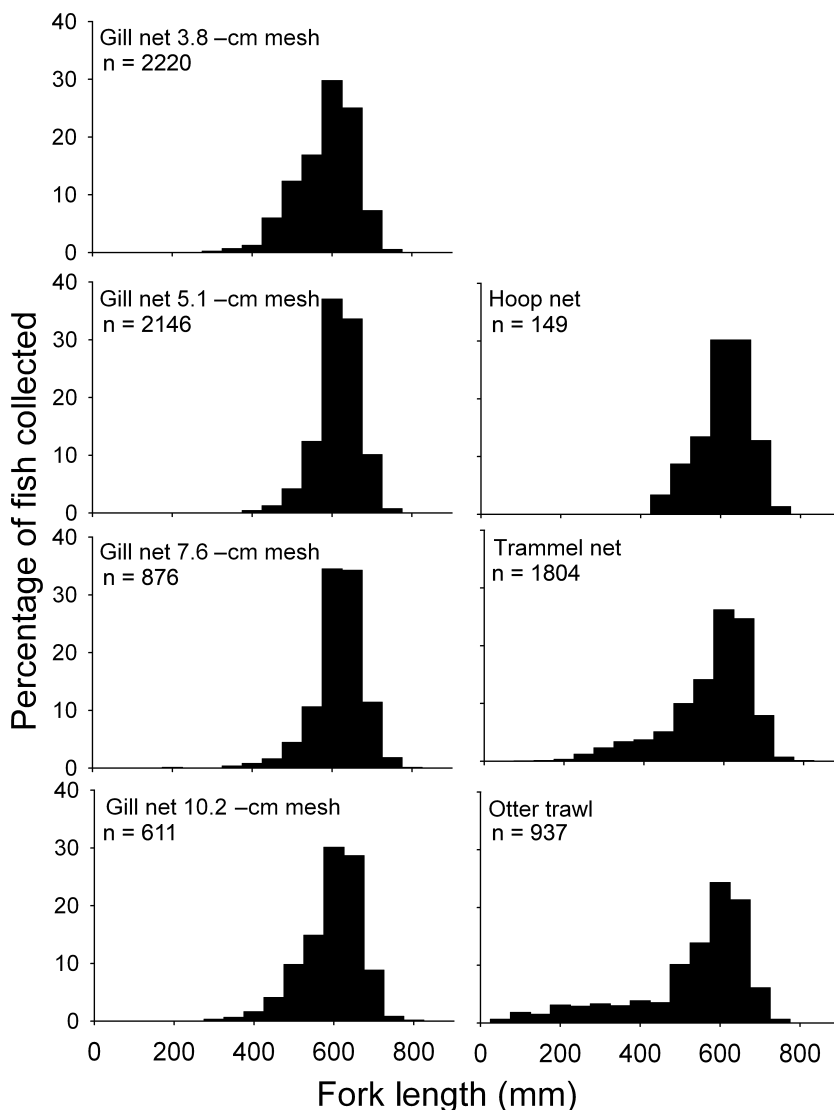 40
Gill net 3.8 –cm mesh
n = 2220
30
20
10
0
40
Gill net 5.1 –cm mesh
n = 2146
30
20
10
0
Hoop net
n = 149
40
Gill net 7.6 –cm mesh
n = 876
30
20
10
0
Trammel net
n = 1804
40
Gill net 10.2 –cm mesh
n = 611
30
20
10
0
Otter trawl
n = 937
0 200 400 600 800
0 200 400 600 800
Percentage of fish collected
Fork length (mm)